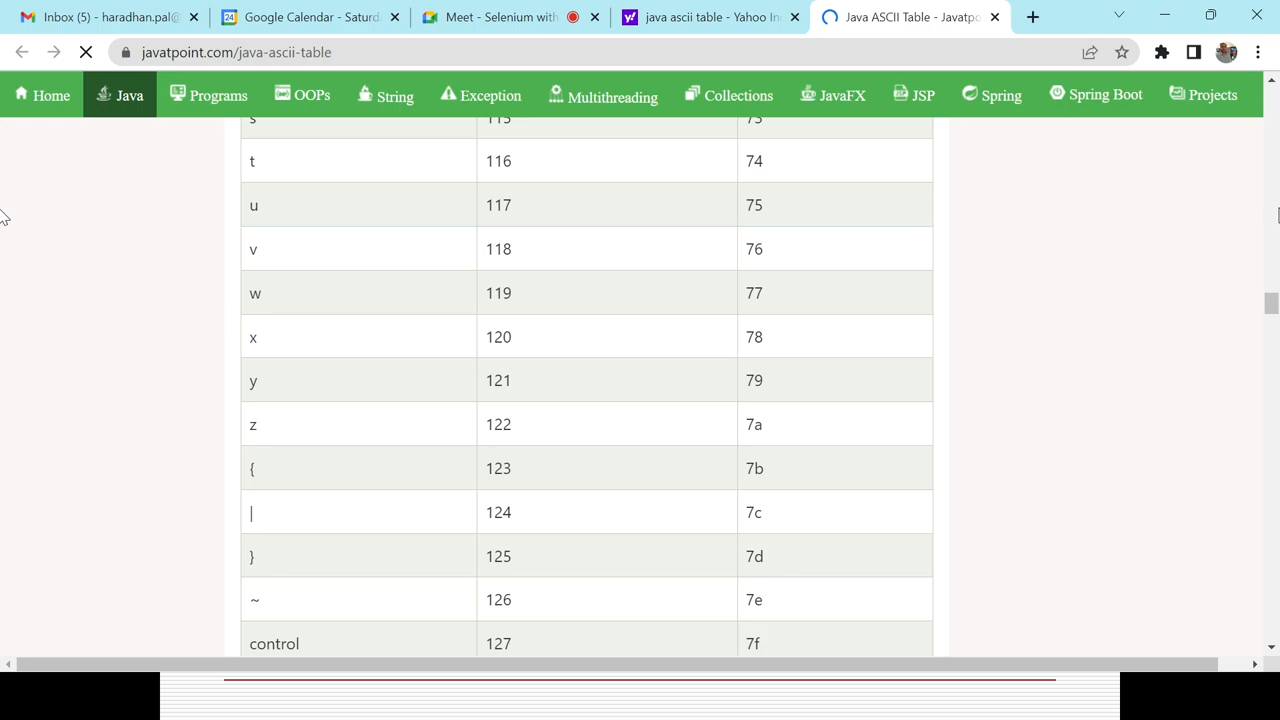 Inbox (5) - haradhan.pal@
Google Calendar - Saturd
Meet - Selenium with
java ascii table - Yahoo In
Java ASCII Table - Javatpo
javatpoint.com/java-ascii-table
Home Java Programs OOPs String Exception Multithreading Collections JavaFX JSP Spring Spring Boot Projects
s 115 73
t 116 74
u 117 75
v 118 76
w 119 77
x 120 78
y 121 79
z 122 7a
{ 123 7b
| 124 7c
} 125 7d
~ 126 7e
control 127 7f